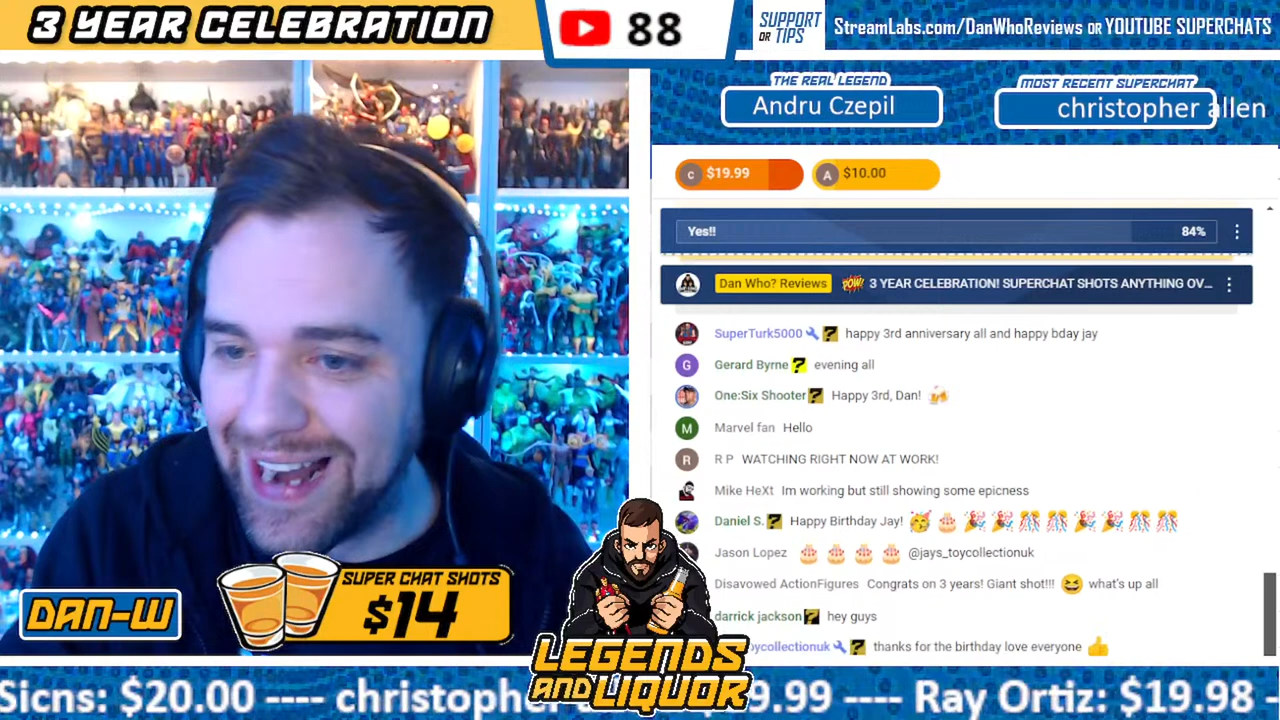 3 YEAR CELEBRATION
88
SUPPORT
OR TIPS
StreamLabs.com/DanWhoReviews OR YOUTUBE SUPERCHATS
THE REAL LEGEND
Andru Czepil
MOST RECENT SUPERCHAT
christopher allen
c $19.99
A $10.00
Yes!! 84%
Dan Who? Reviews POW! 3 YEAR CELEBRATION! SUPERCHAT SHOTS ANYTHING OV...
SuperTurk5000 ? happy 3rd anniversary all and happy bday jay
G Gerard Byrne ? evening all
One:Six Shooter ? Happy 3rd, Dan! 🍻
M Marvel fan Hello
R R P WATCHING RIGHT NOW AT WORK!
Mike HeXt Im working but still showing some epicness
Daniel S. ? Happy Birthday Jay! 🥳 🎂 🎉 🎉 🎊 🎊 🎉 🎉 🎊 🎊
Jason Lopez 🎂 🎂 🎂 🎂 @jays_toycollectionuk
Disavowed ActionFigures Congrats on 3 years! Giant shot!!! 😆 what's up all
darrick jackson ? hey guys
oycollectionuk ? thanks for the birthday love everyone 👍
DAN-W
SUPER CHAT SHOTS
$14
LEGENDS
AND LIQUOR
Sicns: $20.00 ---- christoph 9.99 ---- Ray Ortiz: $19.98 -